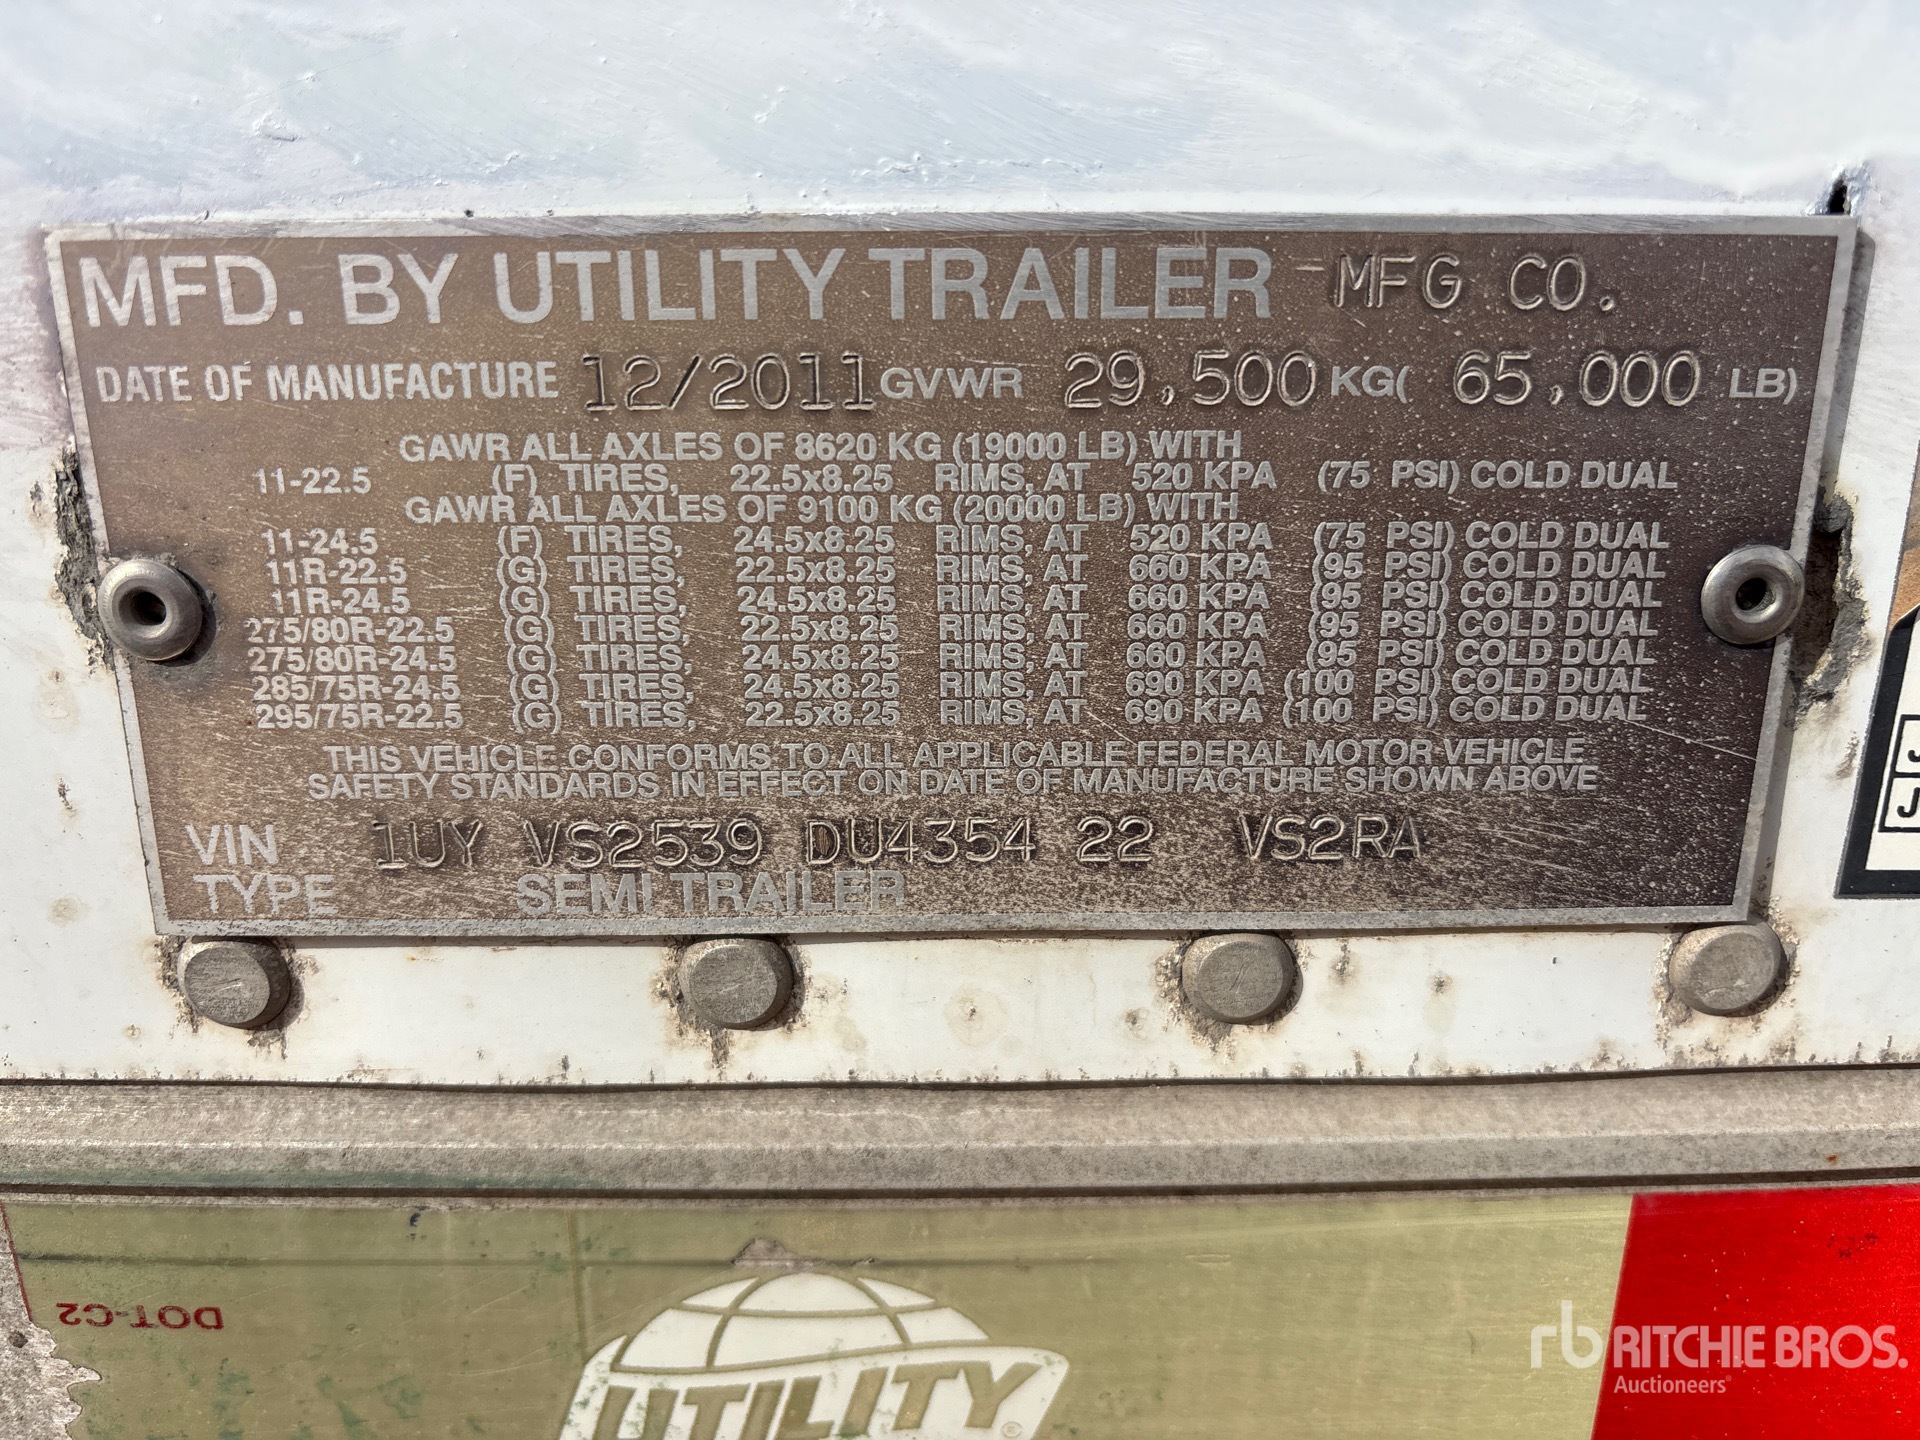 MFD. BY UTILITY TRAILER MFG CO.
DATE OF MANUFACTURE 12/2011 GVWR 29,500 KG( 65,000 LB)
GAWR ALL AXLES OF 8620 KG (19000 LB) WITH
11-22.5 (F) TIRES, 22.5x8.25 RIMS, AT 520 KPA (75 PSI) COLD DUAL
GAWR ALL AXLES OF 9100 KG (20000 LB) WITH
11-24.5 (F) TIRES, 24.5x8.25 RIMS, AT 520 KPA (75 PSI) COLD DUAL
11R-22.5 (G) TIRES, 22.5x8.25 RIMS, AT 660 KPA (95 PSI) COLD DUAL
11R-24.5 (G) TIRES, 24.5x8.25 RIMS, AT 660 KPA (95 PSI) COLD DUAL
275/80R-22.5 (G) TIRES, 22.5x8.25 RIMS, AT 660 KPA (95 PSI) COLD DUAL
275/80R-24.5 (G) TIRES, 24.5x8.25 RIMS, AT 660 KPA (95 PSI) COLD DUAL
285/75R-24.5 (G) TIRES, 24.5x8.25 RIMS, AT 690 KPA (100 PSI) COLD DUAL
295/75R-22.5 (G) TIRES, 22.5x8.25 RIMS, AT 690 KPA (100 PSI) COLD DUAL
THIS VEHICLE CONFORMS TO ALL APPLICABLE FEDERAL MOTOR VEHICLE
SAFETY STANDARDS IN EFFECT ON DATE OF MANUFACTURE SHOWN ABOVE
VIN 1UY VS2539 DU4354 22 VS2RA
TYPE SEMI TRAILER
J
J
DOT-C2
UTILITY
rb RITCHIE BROS.
Auctioneers